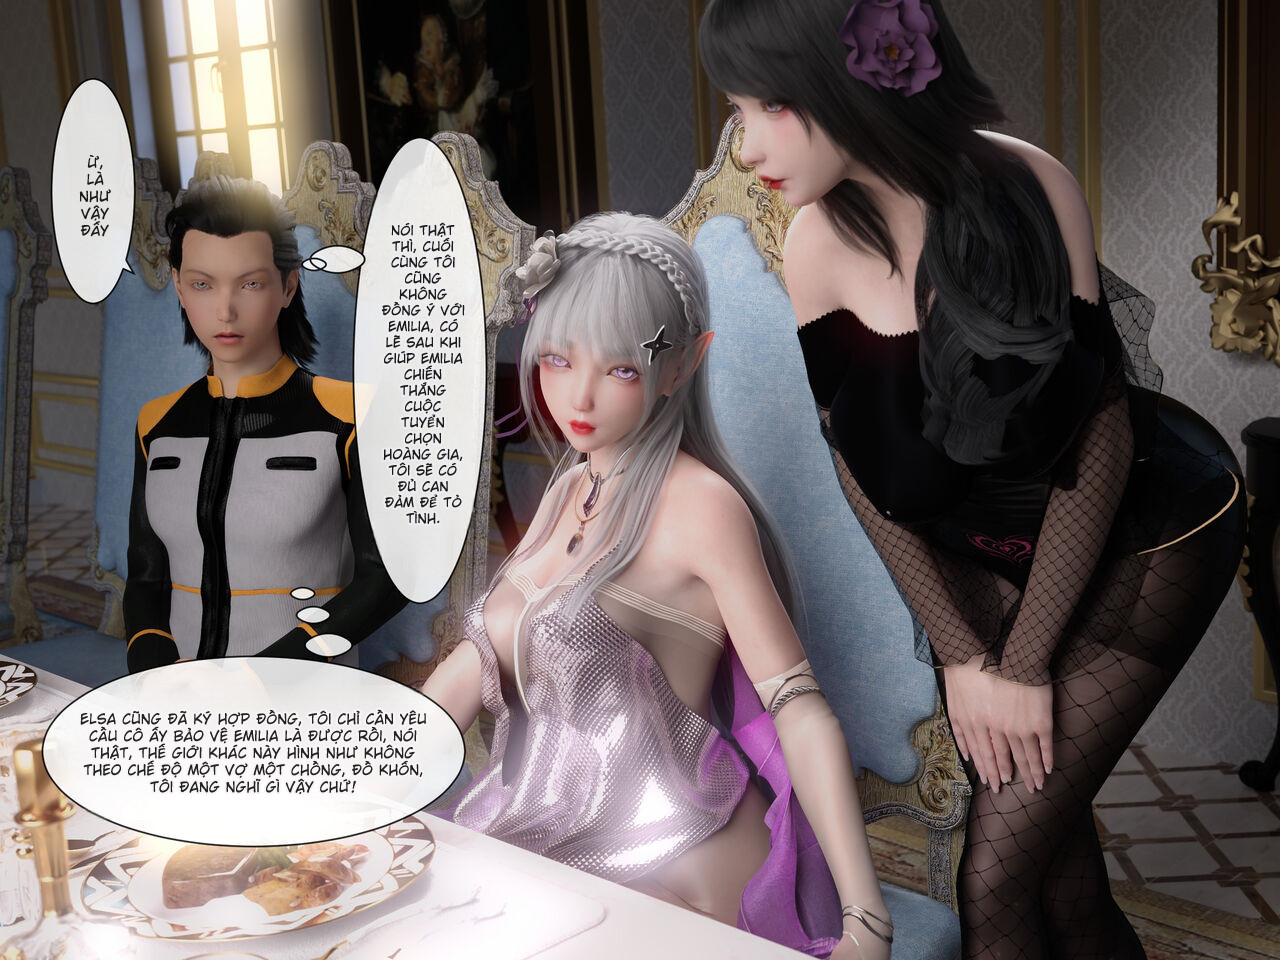 Ừ,
LÀ
NHƯ
VẬY
ĐẤY
NÓI THẬT
THÌ, CUỐI
CÙNG TÔI
CŨNG
KHÔNG
ĐỒNG Ý VỚI
EMILIA, CÓ
LẼ SAU KHI
GIÚP EMILIA
CHIẾN
THẮNG
CUỘC
TUYỂN
CHỌN
HOÀNG GIA,
TÔI SẼ CÓ
ĐỦ CAN
ĐẢM ĐỂ TỎ
TÌNH.
ELSA CŨNG ĐÃ KÝ HỢP ĐỒNG, TÔI CHỈ CẦN YÊU
CẦU CÔ ẤY BẢO VỆ EMILIA LÀ ĐƯỢC RỒI, NÓI
THẬT, THẾ GIỚI KHÁC NÀY HÌNH NHƯ KHÔNG
THEO CHẾ ĐỘ MỘT VỢ MỘT CHỒNG, ĐỒ KHỐN,
TÔI ĐANG NGHĨ GÌ VẬY CHỨ!